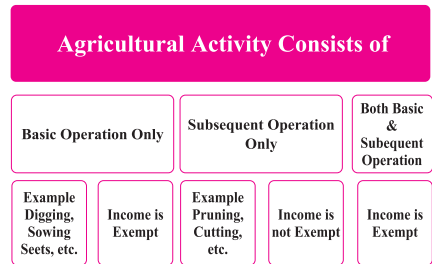 Agricultural Activity Consists of
Basic Operation Only
Subsequent Operation
Only
Both Basic
&
Subequent
Operation
Example
Digging,
Sowing
Seets, etc.
Income is
Exempt
Example
Pruning,
Cutting,
etc.
Income is
not Exempt
Income is
Exempt